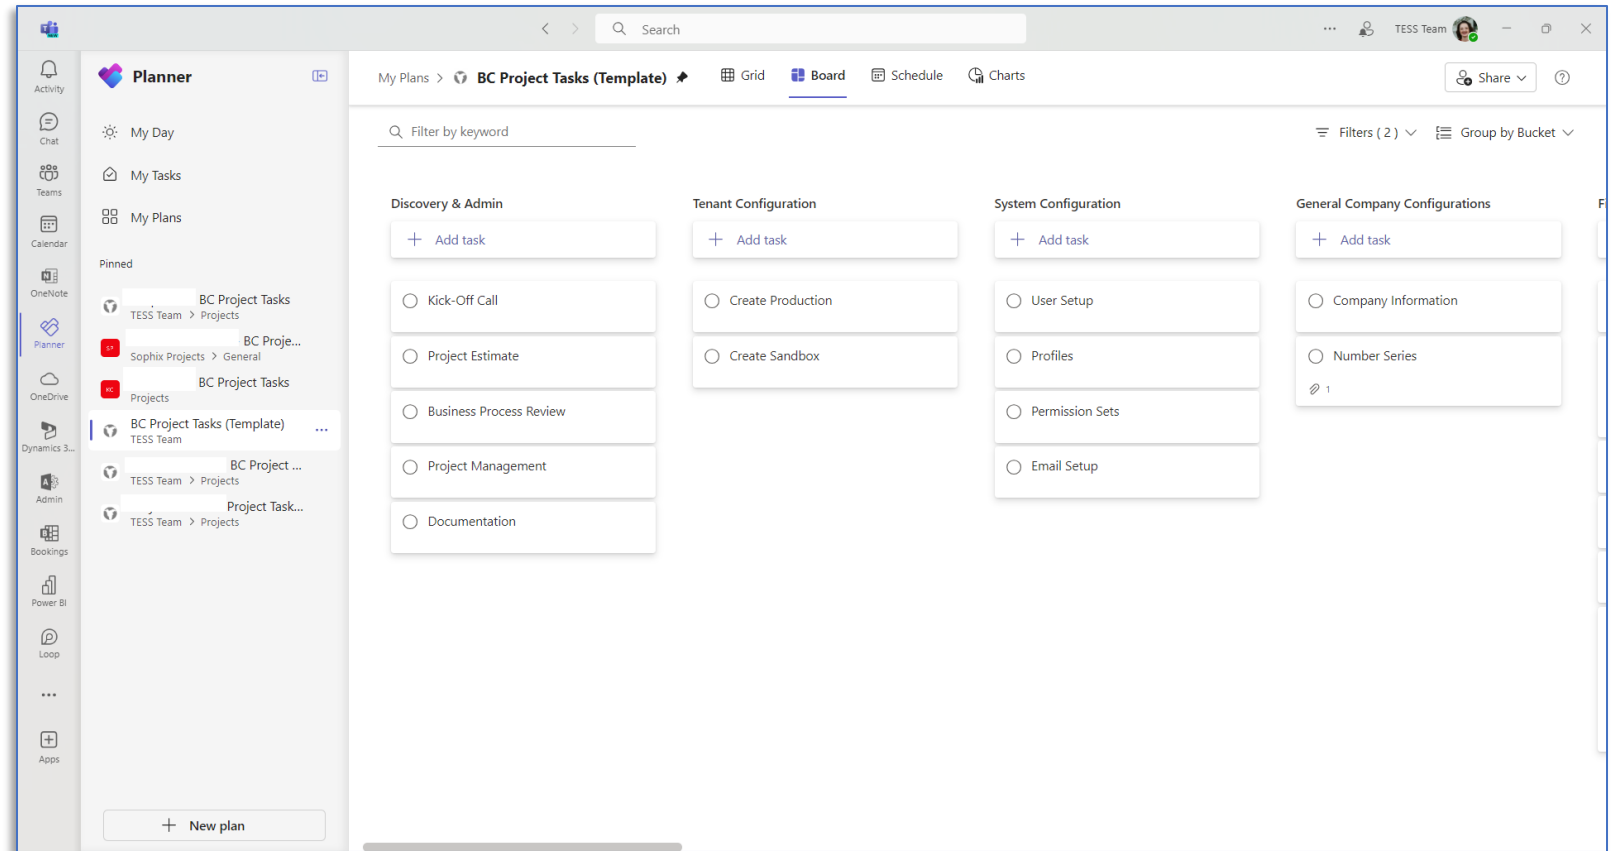 Search
TESS Team
Activity
Chat
Teams
Calendar
OneNote
Planner
OneDrive
Dynamics 3...
Admin
Bookings
Power BI
Loop
Apps
Planner
My Day
My Tasks
My Plans
Pinned
BC Project Tasks
TESS Team > Projects
BC Proje...
Sophix Projects > General
BC Project Tasks
Projects
BC Project Tasks (Template)
TESS Team
BC Project ...
TESS Team > Projects
Project Task...
TESS Team > Projects
+ New plan
My Plans > BC Project Tasks (Template)
Grid
Board
Schedule
Charts
Share
Filter by keyword
Filters ( 2 )
Group by Bucket
Discovery & Admin
+ Add task
Kick-Off Call
Project Estimate
Business Process Review
Project Management
Documentation
Tenant Configuration
+ Add task
Create Production
Create Sandbox
System Configuration
+ Add task
User Setup
Profiles
Permission Sets
Email Setup
General Company Configurations
+ Add task
Company Information
Number Series
1